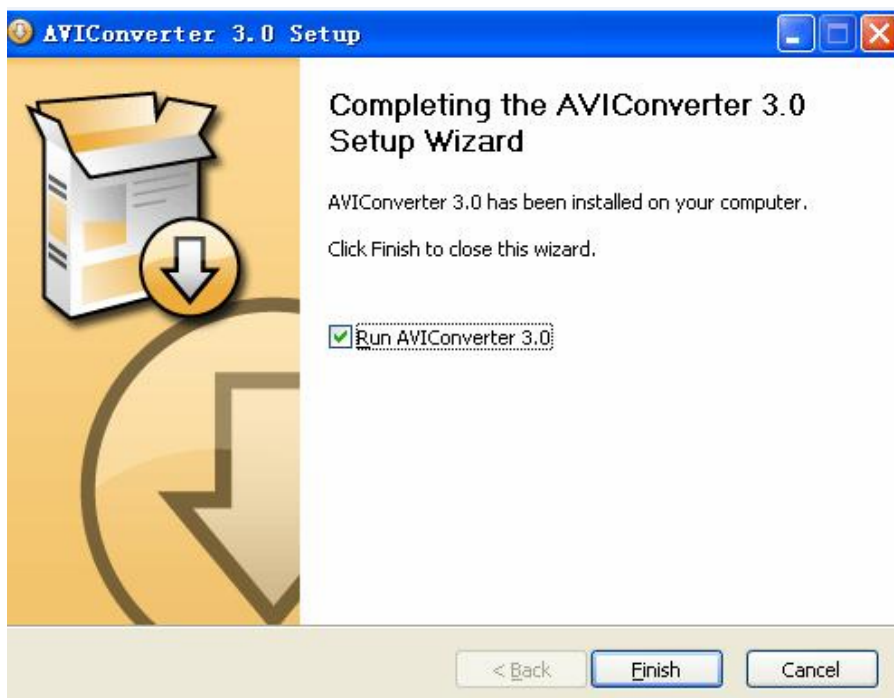 AVIConverter 3.0 Setup
Completing the AVIConverter 3.0
Setup Wizard
AVIConverter 3.0 has been installed on your computer.
Click Finish to close this wizard.
Run AVIConverter 3.0
< Back
Finish
Cancel